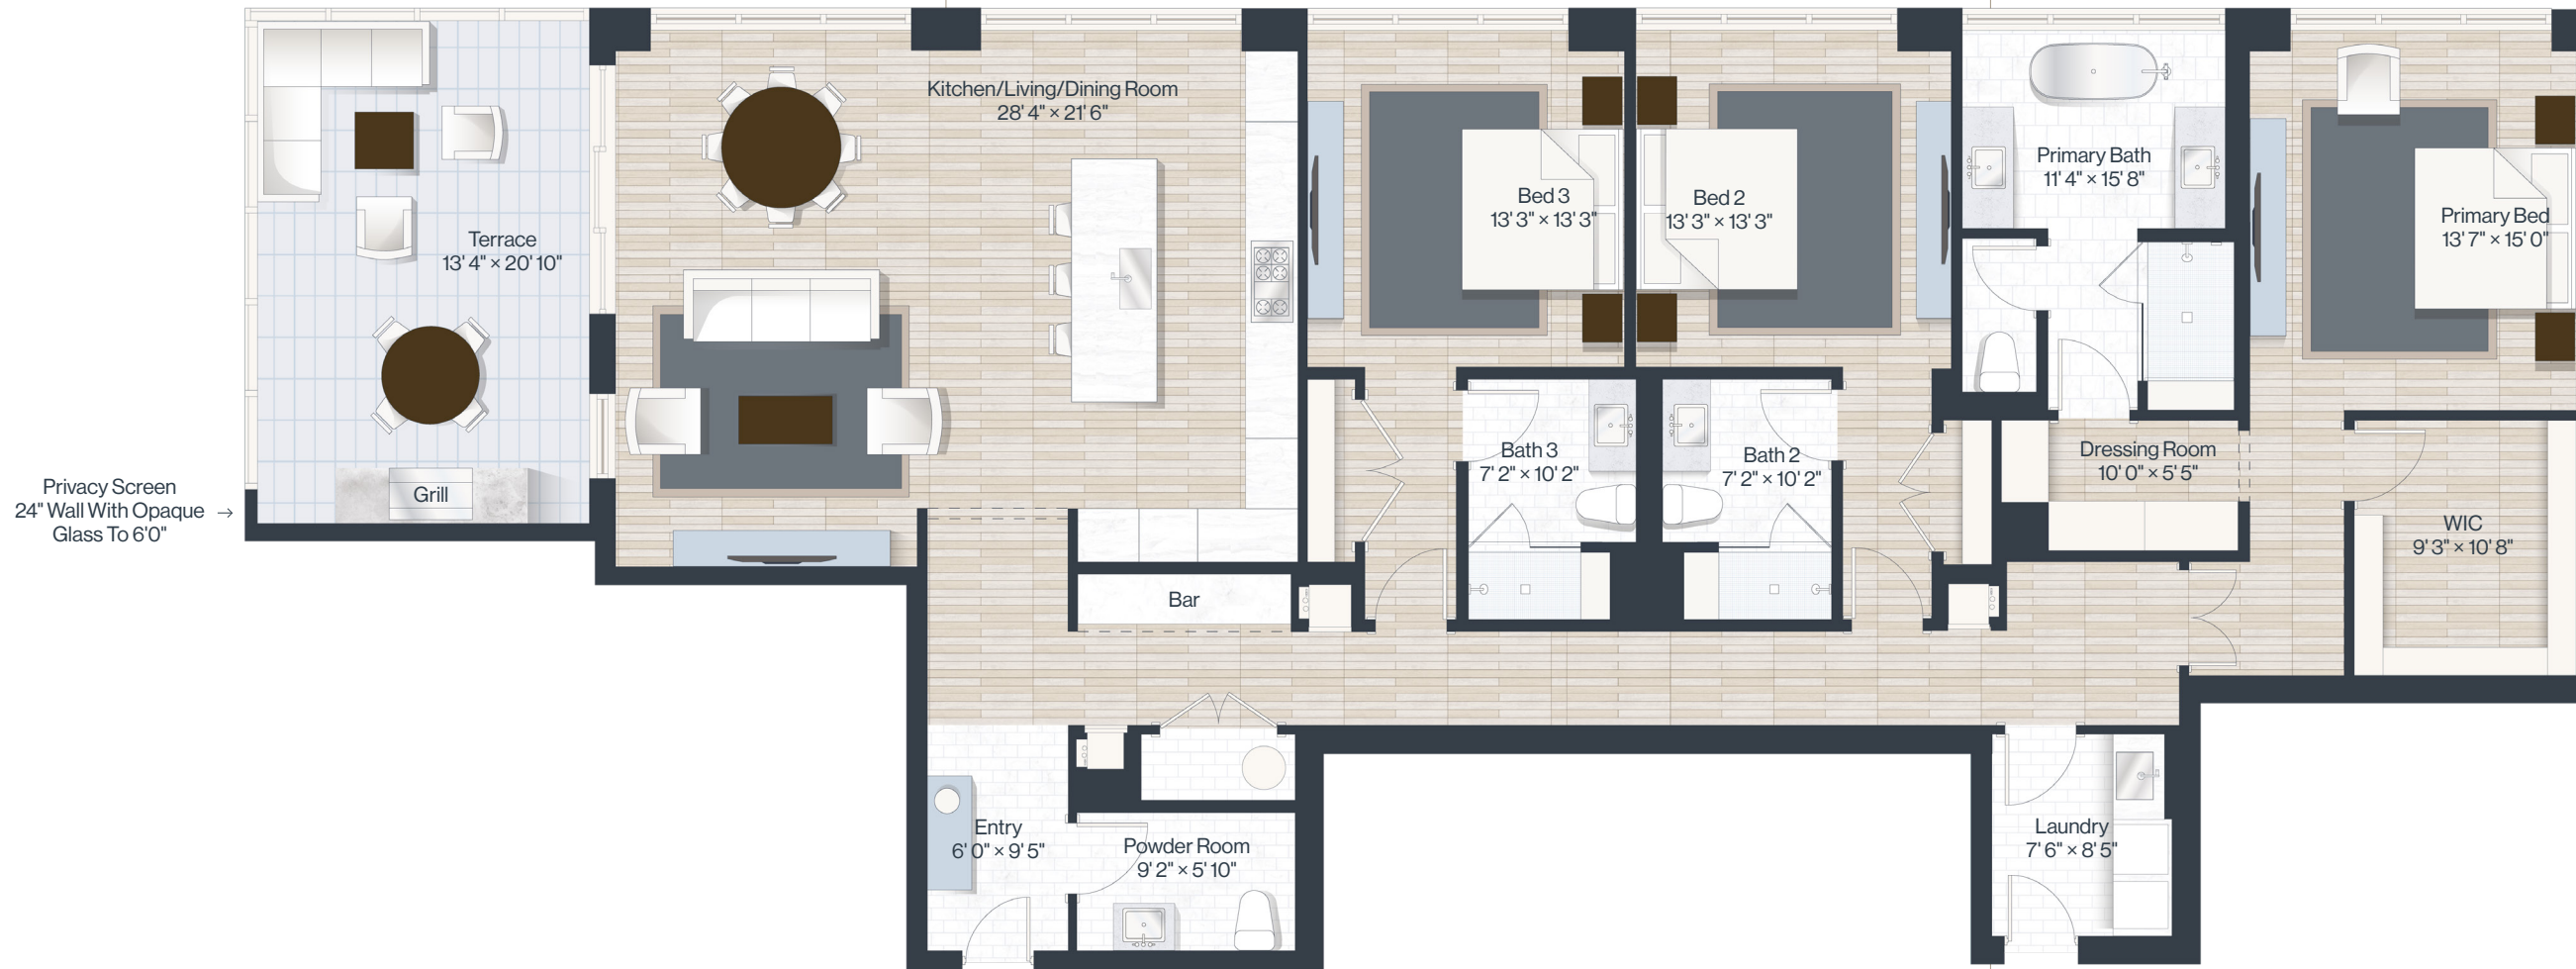 Kitchen/Living/Dining Room
28' 4" × 21' 6"
Terrace
13' 4" × 20' 10"
Bed 3
13' 3" × 13' 3"
Bed 2
13' 3" × 13' 3"
Primary Bath
11' 4" × 15' 8"
Primary Bed
13' 7" × 15' 0"
Privacy Screen
24" Wall With Opaque →
Glass To 6'0"
Grill
Bath 3
7' 2" × 10' 2"
Bath 2
7' 2" × 10' 2"
Dressing Room
10' 0" × 5' 5"
WIC
9' 3" × 10' 8"
Bar
Entry
6' 0" × 9' 5"
Powder Room
9' 2" × 5' 10"
Laundry
7' 6" × 8' 5"